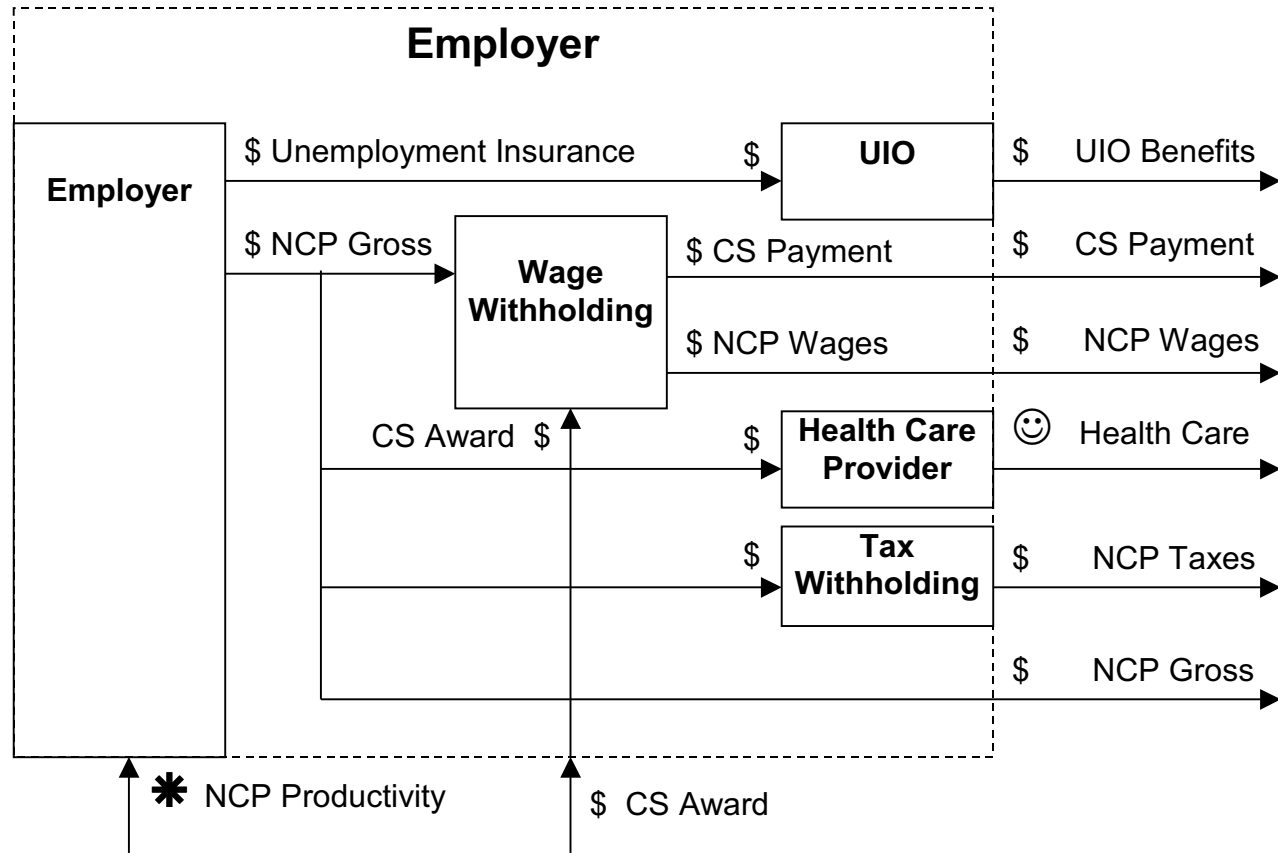 Employer
$ Unemployment Insurance $ UIO $ UIO Benefits
Employer
$ NCP Gross Wage Withholding $ CS Payment $ CS Payment
$ NCP Wages $ NCP Wages
CS Award $ $ Health Care Provider ☺ Health Care
$ Tax Withholding $ NCP Taxes
$ NCP Gross
✱ NCP Productivity $ CS Award